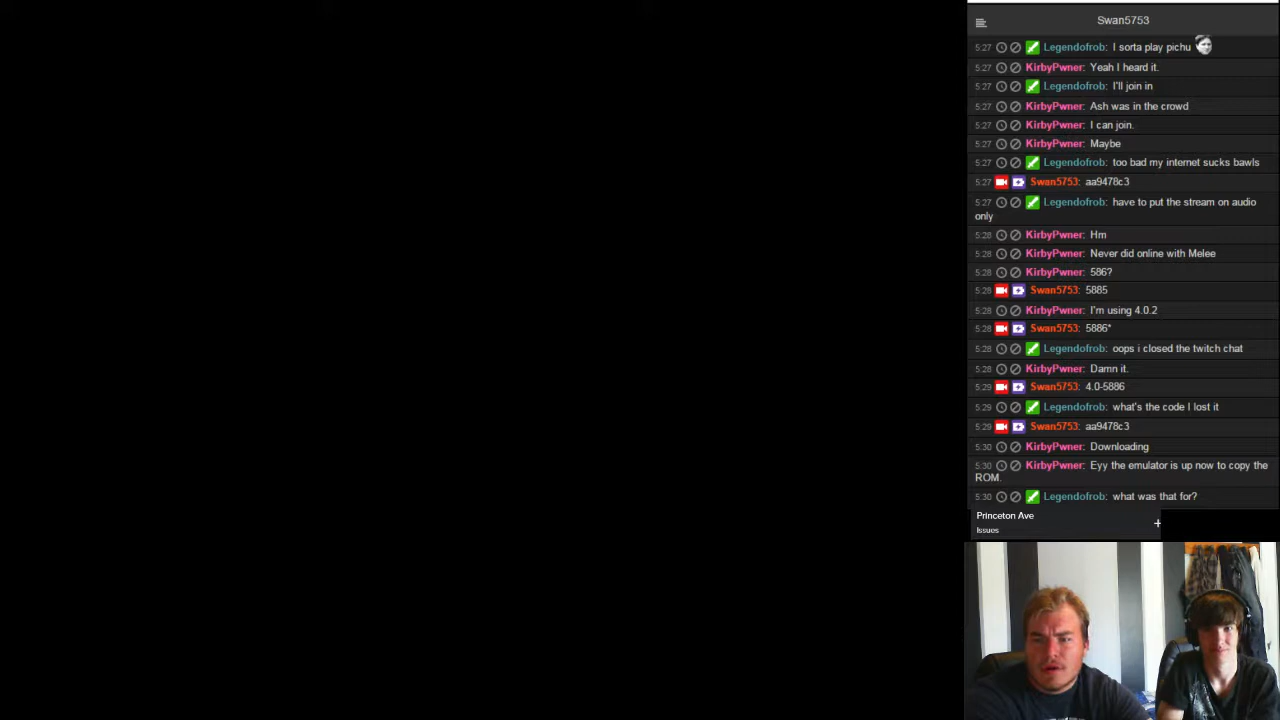 Swan5753
5:27 Legendofrob: I sorta play pichu
5:27 KirbyPwner: Yeah I heard it.
5:27 Legendofrob: I'll join in
5:27 KirbyPwner: Ash was in the crowd
5:27 KirbyPwner: I can join.
5:27 KirbyPwner: Maybe
5:27 Legendofrob: too bad my internet sucks bawls
5:27 Swan5753: aa9478c3
5:27 Legendofrob: have to put the stream on audio
only
5:28 KirbyPwner: Hm
5:28 KirbyPwner: Never did online with Melee
5:28 KirbyPwner: 586?
5:28 Swan5753: 5885
5:28 KirbyPwner: I'm using 4.0.2
5:28 Swan5753: 5886*
5:28 Legendofrob: oops i closed the twitch chat
5:28 KirbyPwner: Damn it.
5:29 Swan5753: 4.0-5886
5:29 Legendofrob: what's the code I lost it
5:29 Swan5753: aa9478c3
5:30 KirbyPwner: Downloading
5:30 KirbyPwner: Eyy the emulator is up now to copy the
ROM.
5:30 Legendofrob: what was that for?
Princeton Ave
Issues